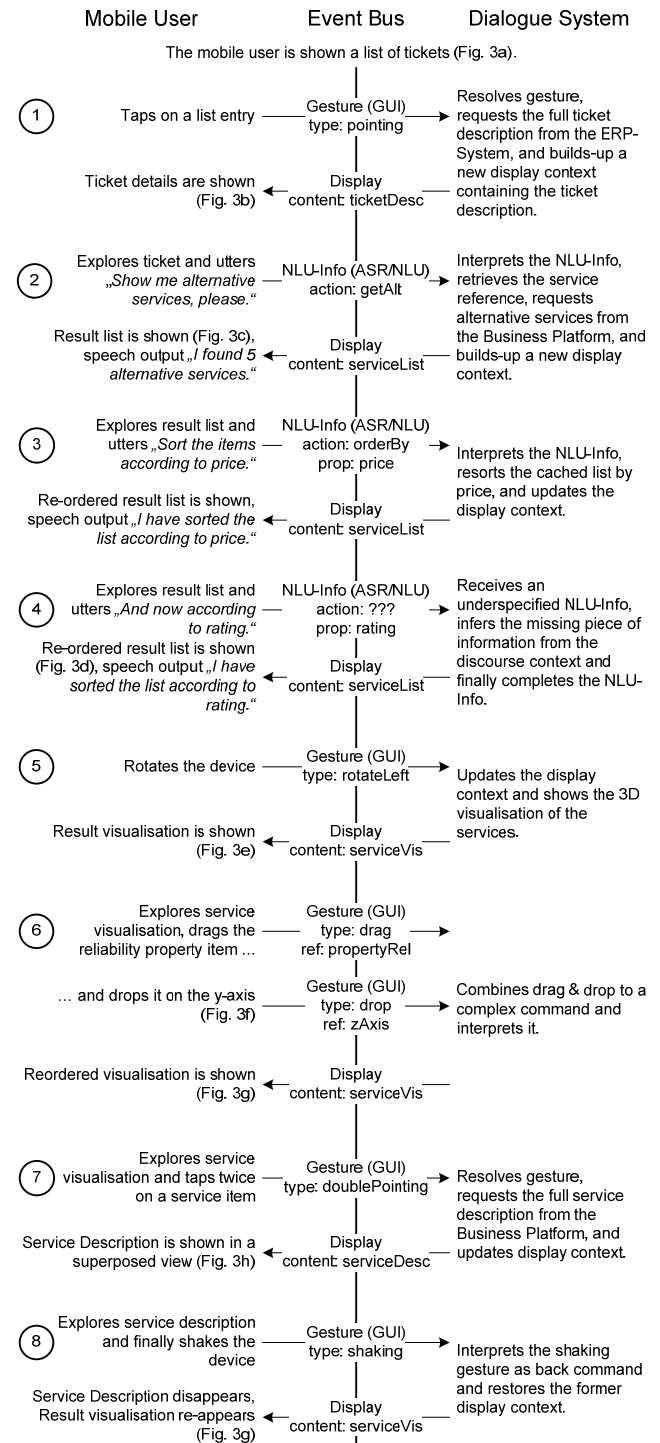 Mobile User Event Bus Dialogue System
The mobile user is shown a list of tickets (Fig. 3a).
1
Taps on a list entry
Gesture (GUI)
type: pointing
Resolves gesture,
requests the full ticket
description from the ERP-
System, and builds-up a
new display context
containing the ticket
description.
Ticket details are shown
(Fig. 3b)
Display
content: ticketDesc
2
Explores ticket and utters
„Show me alternative
services, please.“
NLU-Info (ASR/NLU)
action: getAlt
Interprets the NLU-Info,
retrieves the service
reference, requests
alternative services from
the Business Platform, and
builds-up a new display
context.
Result list is shown (Fig. 3c),
speech output „I found 5
alternative services.“
Display
content: serviceList
3
Explores result list and
utters „Sort the items
according to price.“
NLU-Info (ASR/NLU)
action: orderBy
prop: price
Interprets the NLU-Info,
resorts the cached list by
price, and updates the
display context.
Re-ordered result list is shown,
speech output „I have sorted the
list according to price.“
Display
content: serviceList
4
Explores result list and
utters „And now according
to rating.“
NLU-Info (ASR/NLU)
action: ???
prop: rating
Receives an
underspecified NLU-Info,
infers the missing piece of
information from the
discourse context and
finally completes the NLU-
Info.
Re-ordered result list is shown
(Fig. 3d), speech output „I have
sorted the list according to
rating.“
Display
content: serviceList
5
Rotates the device
Gesture (GUI)
type: rotateLeft
Updates the display
context and shows the 3D
visualisation of the
services.
Result visualisation is shown
(Fig. 3e)
Display
content: serviceVis
6
Explores service
visualisation, drags the
reliability property item ...
Gesture (GUI)
type: drag
ref: propertyRel
… and drops it on the y-axis
(Fig. 3f)
Gesture (GUI)
type: drop
ref: zAxis
Combines drag & drop to a
complex command and
interprets it.
Reordered visualisation is shown
(Fig. 3g)
Display
content: serviceVis
7
Explores service
visualisation and taps twice
on a service item
Gesture (GUI)
type: doublePointing
Resolves gesture,
requests the full service
description from the
Business Platform, and
updates display context.
Service Description is shown in a
superposed view (Fig. 3h)
Display
content: serviceDesc
8
Explores service description
and finally shakes the
device
Gesture (GUI)
type: shaking
Interprets the shaking
gesture as back command
and restores the former
display context.
Service Description disappears,
Result visualisation re-appears
(Fig. 3g)
Display
content: serviceVis